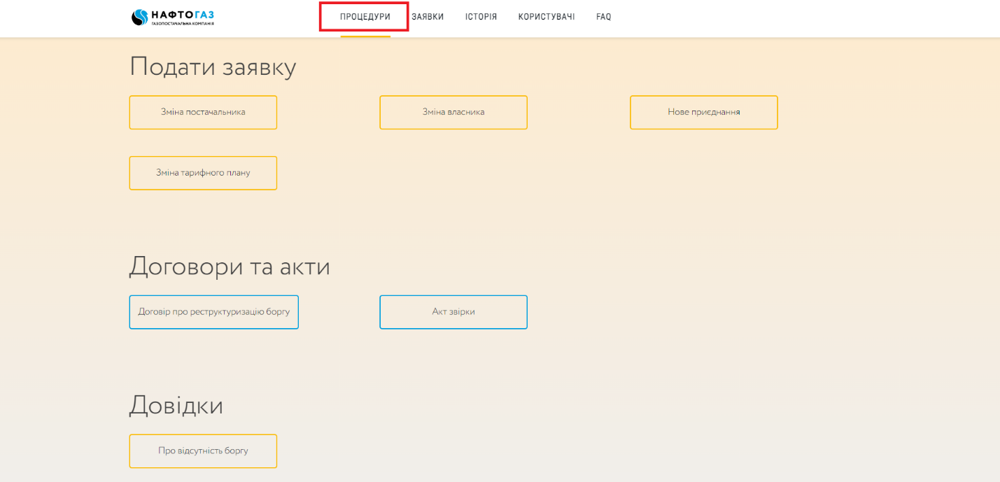 НАФТОГАЗ
ГАЗОПОСТАЧАЛЬНА КОМПАНІЯ
ПРОЦЕДУРИ ЗАЯВКИ ІСТОРІЯ КОРИСТУВАЧІ FAQ
Подати заявку
Зміна постачальника Зміна власника Нове приєднання
Зміна тарифного плану
Договори та акти
Договір про реструктуризацію боргу Акт звірки
Довідки
Про відсутність боргу